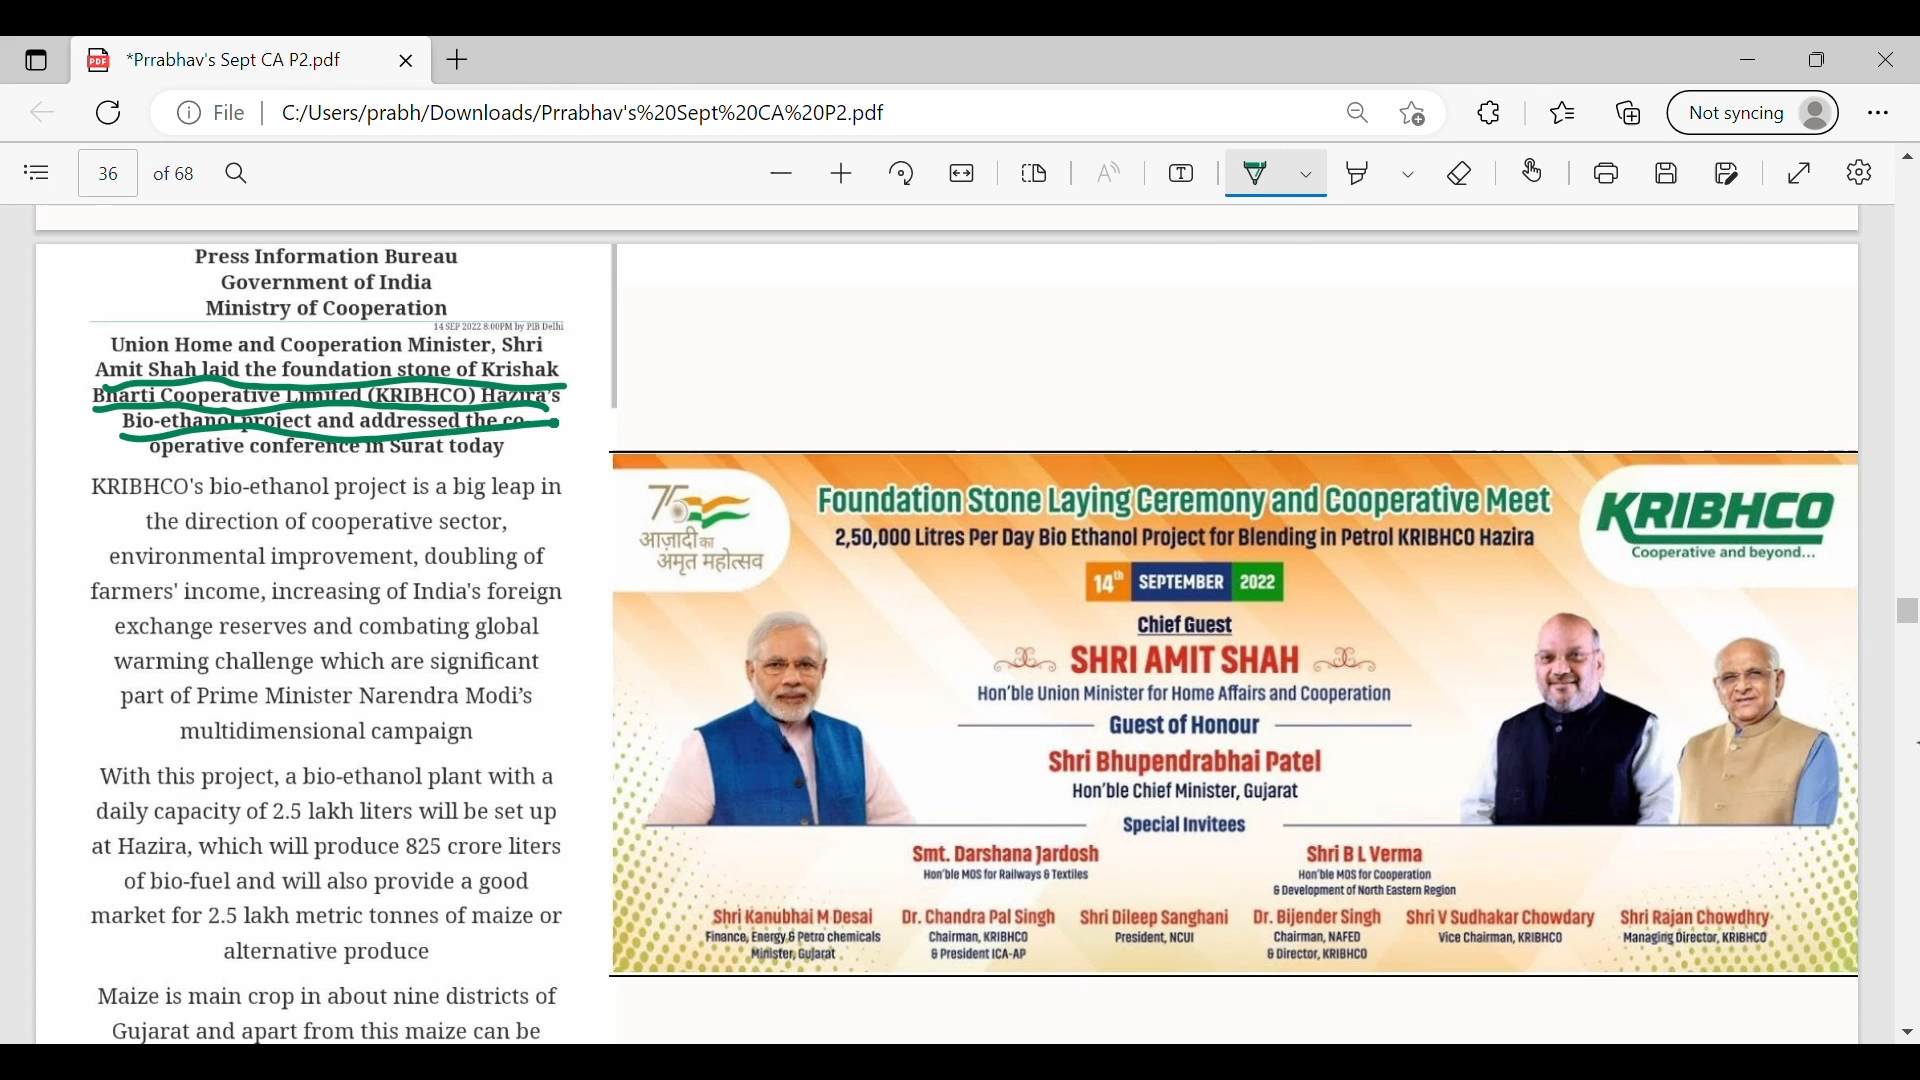 *Prrabhav's Sept CA P2.pdf
File
C:/Users/prabh/Downloads/Prrabhav's%20Sept%20CA%20P2.pdf
Not syncing
36
of 68
Press Information Bureau
Government of India
Ministry of Cooperation
14 SEP 2022 8:00PM by PIB Delhi
Union Home and Cooperation Minister, Shri
Amit Shah laid the foundation stone of Krishak
Bharti Cooperative Limited (KRIBHCO) Hazira's
Bio-ethanol project and addressed the co-
operative conference in Surat today
KRIBHCO's bio-ethanol project is a big leap in
the direction of cooperative sector,
environmental improvement, doubling of
farmers' income, increasing of India's foreign
exchange reserves and combating global
warming challenge which are significant
part of Prime Minister Narendra Modi's
multidimensional campaign
With this project, a bio-ethanol plant with a
daily capacity of 2.5 lakh liters will be set up
at Hazira, which will produce 825 crore liters
of bio-fuel and will also provide a good
market for 2.5 lakh metric tonnes of maize or
alternative produce
Maize is main crop in about nine districts of
Gujarat and apart from this maize can be
75
आज़ादी का
अमृत महोत्सव
Foundation Stone Laying Ceremony and Cooperative Meet
2,50,000 Litres Per Day Bio Ethanol Project for Blending in Petrol KRIBHCO Hazira
KRIBHCO
Cooperative and beyond...
14th SEPTEMBER 2022
Chief Guest
SHRI AMIT SHAH
Hon'ble Union Minister for Home Affairs and Cooperation
Guest of Honour
Shri Bhupendrabhai Patel
Hon'ble Chief Minister, Gujarat
Special Invitees
Smt. Darshana Jardosh
Hon'ble MOS for Railways & Textiles
Shri B L Verma
Hon'ble MOS for Cooperation
& Development of North Eastern Region
Shri Kanubhai M Desai
Finance, Energy & Petro chemicals
Minister, Gujarat
Dr. Chandra Pal Singh
Chairman, KRIBHCO
& President ICA-AP
Shri Dileep Sanghani
President, NCUI
Dr. Bijender Singh
Chairman, NAFED
& Director, KRIBHCO
Shri V Sudhakar Chowdary
Vice Chairman, KRIBHCO
Shri Rajan Chowdhry
Managing Director, KRIBHCO